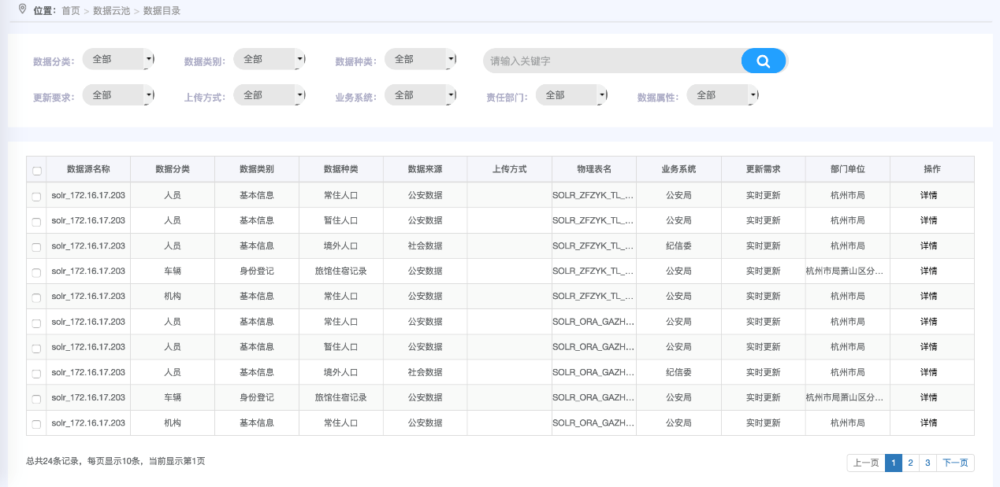 位置： 首页 > 数据云池 > 数据目录
数据分类： 全部 数据类别： 全部 数据种类： 全部 请输入关键字
更新要求： 全部 上传方式： 全部 业务系统： 全部 责任部门： 全部 数据属性： 全部
数据源名称 数据分类 数据类别 数据种类 数据来源 上传方式 物理表名 业务系统 更新需求 部门单位 操作
solr_172.16.17.203 人员 基本信息 常住人口 公安数据 SOLR_ZFZYK_TL_... 公安局 实时更新 杭州市局 详情
solr_172.16.17.203 人员 基本信息 暂住人口 公安数据 SOLR_ZFZYK_TL_... 公安局 实时更新 杭州市局 详情
solr_172.16.17.203 人员 基本信息 境外人口 社会数据 SOLR_ZFZYK_TL_... 纪信委 实时更新 杭州市局 详情
solr_172.16.17.203 车辆 身份登记 旅馆住宿记录 公安数据 SOLR_ZFZYK_TL_... 公安局 实时更新 杭州市局萧山区分... 详情
solr_172.16.17.203 机构 基本信息 常住人口 公安数据 SOLR_ZFZYK_TL_... 公安局 实时更新 杭州市局 详情
solr_172.16.17.203 人员 基本信息 常住人口 公安数据 SOLR_ORA_GAZH... 公安局 实时更新 杭州市局 详情
solr_172.16.17.203 人员 基本信息 暂住人口 公安数据 SOLR_ORA_GAZH... 公安局 实时更新 杭州市局 详情
solr_172.16.17.203 人员 基本信息 境外人口 社会数据 SOLR_ORA_GAZH... 纪信委 实时更新 杭州市局 详情
solr_172.16.17.203 车辆 身份登记 旅馆住宿记录 公安数据 SOLR_ORA_GAZH... 公安局 实时更新 杭州市局萧山区分... 详情
solr_172.16.17.203 机构 基本信息 常住人口 公安数据 SOLR_ORA_GAZH... 公安局 实时更新 杭州市局 详情
总共24条记录，每页显示10条，当前显示第1页 上一页 1 2 3 下一页